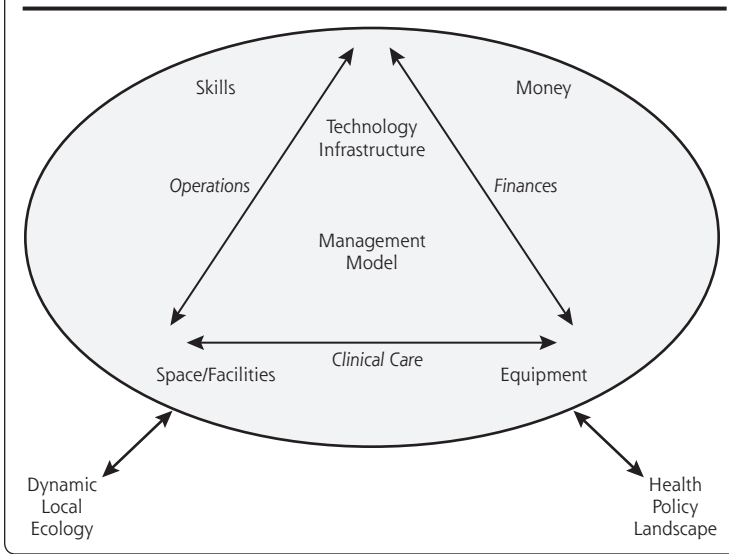 Skills
Money
Technology
Infrastructure
Operations
Finances
Management
Model
Clinical Care
Space/Facilities
Equipment
Dynamic
Local
Ecology
Health
Policy
Landscape